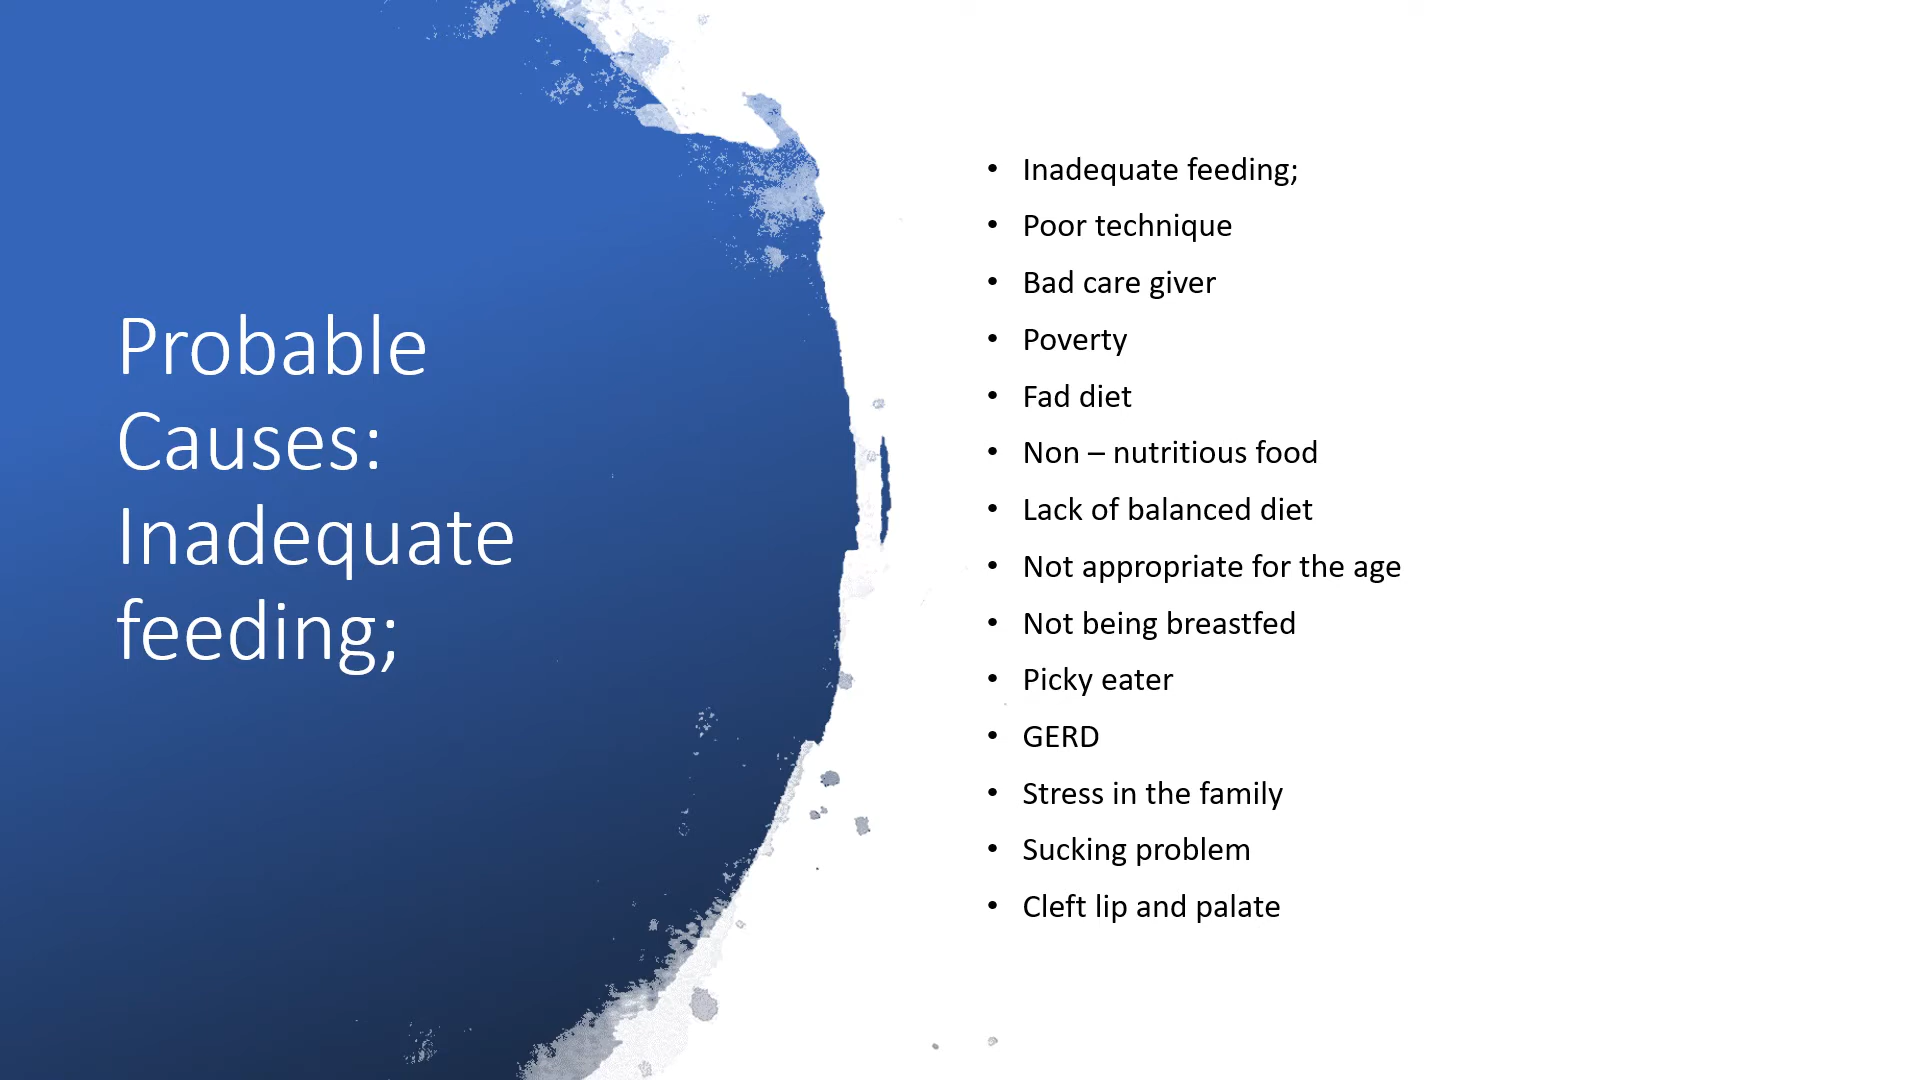 Probable
Causes:
Inadequate
feeding;
• Inadequate feeding;
• Poor technique
• Bad care giver
• Poverty
• Fad diet
• Non – nutritious food
• Lack of balanced diet
• Not appropriate for the age
• Not being breastfed
• Picky eater
• GERD
• Stress in the family
• Sucking problem
• Cleft lip and palate